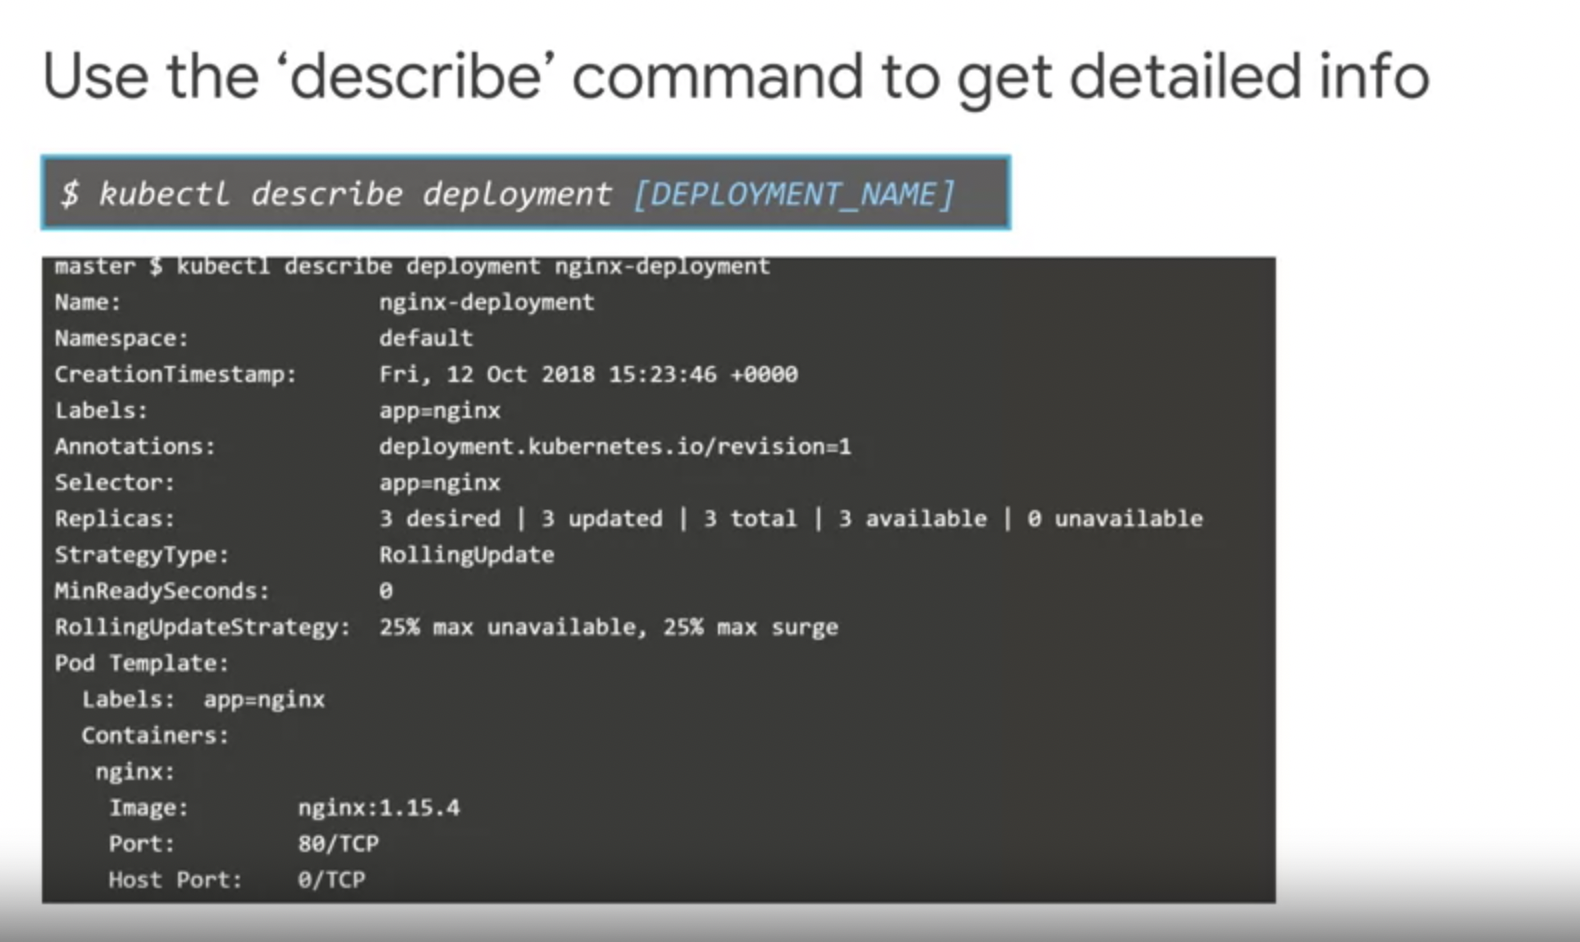 Use the ‘describe’ command to get detailed info
$ kubectl describe deployment [DEPLOYMENT_NAME]
master $ kubectl describe deployment nginx-deployment
Name: nginx-deployment
Namespace: default
CreationTimestamp: Fri, 12 Oct 2018 15:23:46 +0000
Labels: app=nginx
Annotations: deployment.kubernetes.io/revision=1
Selector: app=nginx
Replicas: 3 desired | 3 updated | 3 total | 3 available | 0 unavailable
StrategyType: RollingUpdate
MinReadySeconds: 0
RollingUpdateStrategy: 25% max unavailable, 25% max surge
Pod Template:
Labels: app=nginx
Containers:
nginx:
Image: nginx:1.15.4
Port: 80/TCP
Host Port: 0/TCP